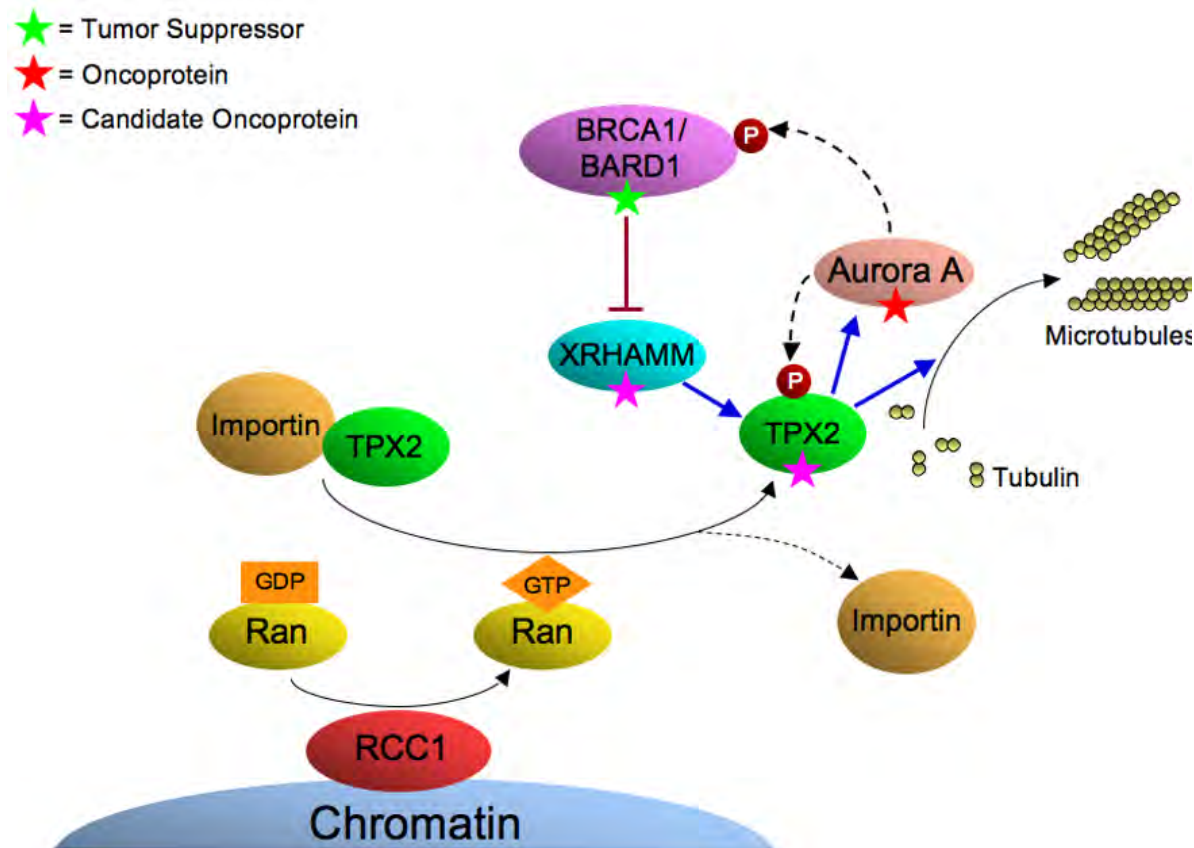 = Tumor Suppressor
= Oncoprotein
= Candidate Oncoprotein
BRCA1/
BARD1
P
Aurora A
Microtubules
XRHAMM
P
TPX2
Importin
TPX2
Tubulin
GDP
Ran
GTP
Ran
Importin
RCC1
Chromatin